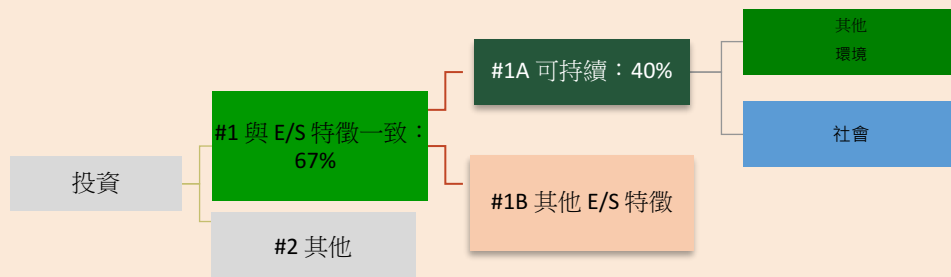 投資
#1 與 E/S 特徵一致：
67%
#2 其他
#1A 可持續：40%
#1B 其他 E/S 特徵
其他
環境
社會